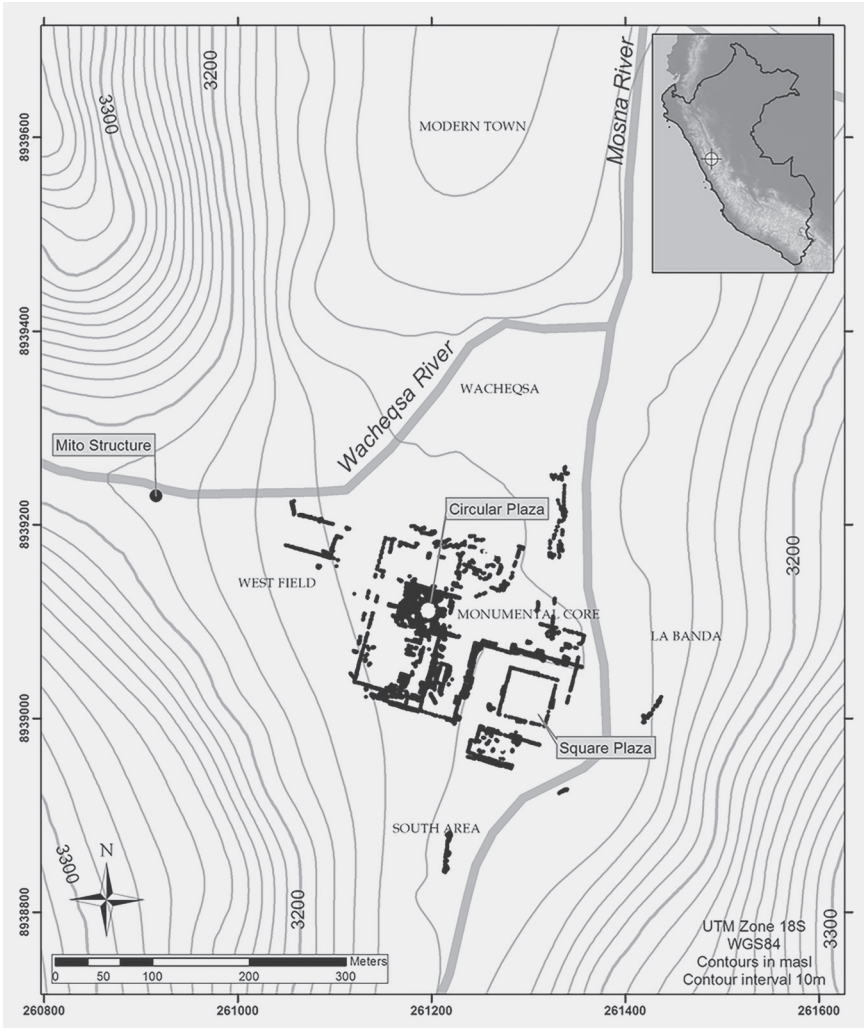 3200
3300
MODERN TOWN
Mosna River
8939600
8939400
Wacheqsa River
WACHEQSA
Mito Structure
8939200
Circular Plaza
WEST FIELD
MONUMENTAL CORE
3200
LA BANDA
8939000
Square Plaza
SOUTH AREA
3300
N
3200
8938800
3300
UTM Zone 18S
WGS84
Contours in masl
Contour interval 10m
Meters
0 50 100 200 300
260800 261000 261200 261400 261600